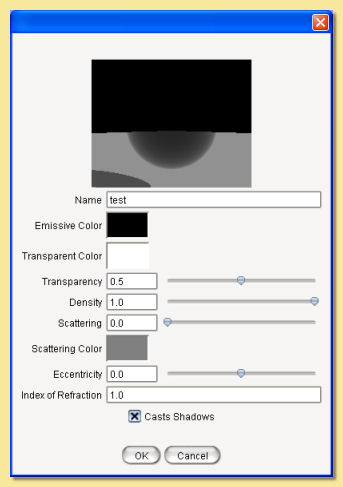 Name test
Emissive Color
Transparent Color
Transparency 0.5
Density 1.0
Scattering 0.0
Scattering Color
Eccentricity 0.0
Index of Refraction 1.0
Casts Shadows
OK Cancel